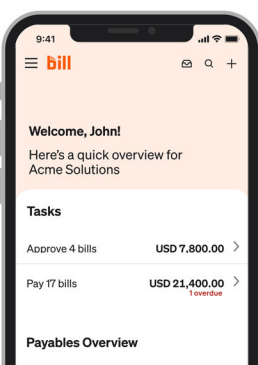 9:41
bill
Welcome, John!
Here's a quick overview for
Acme Solutions
Tasks
Approve 4 bills USD 7,800.00
Pay 17 bills USD 21,400.00
1 overdue
Payables Overview